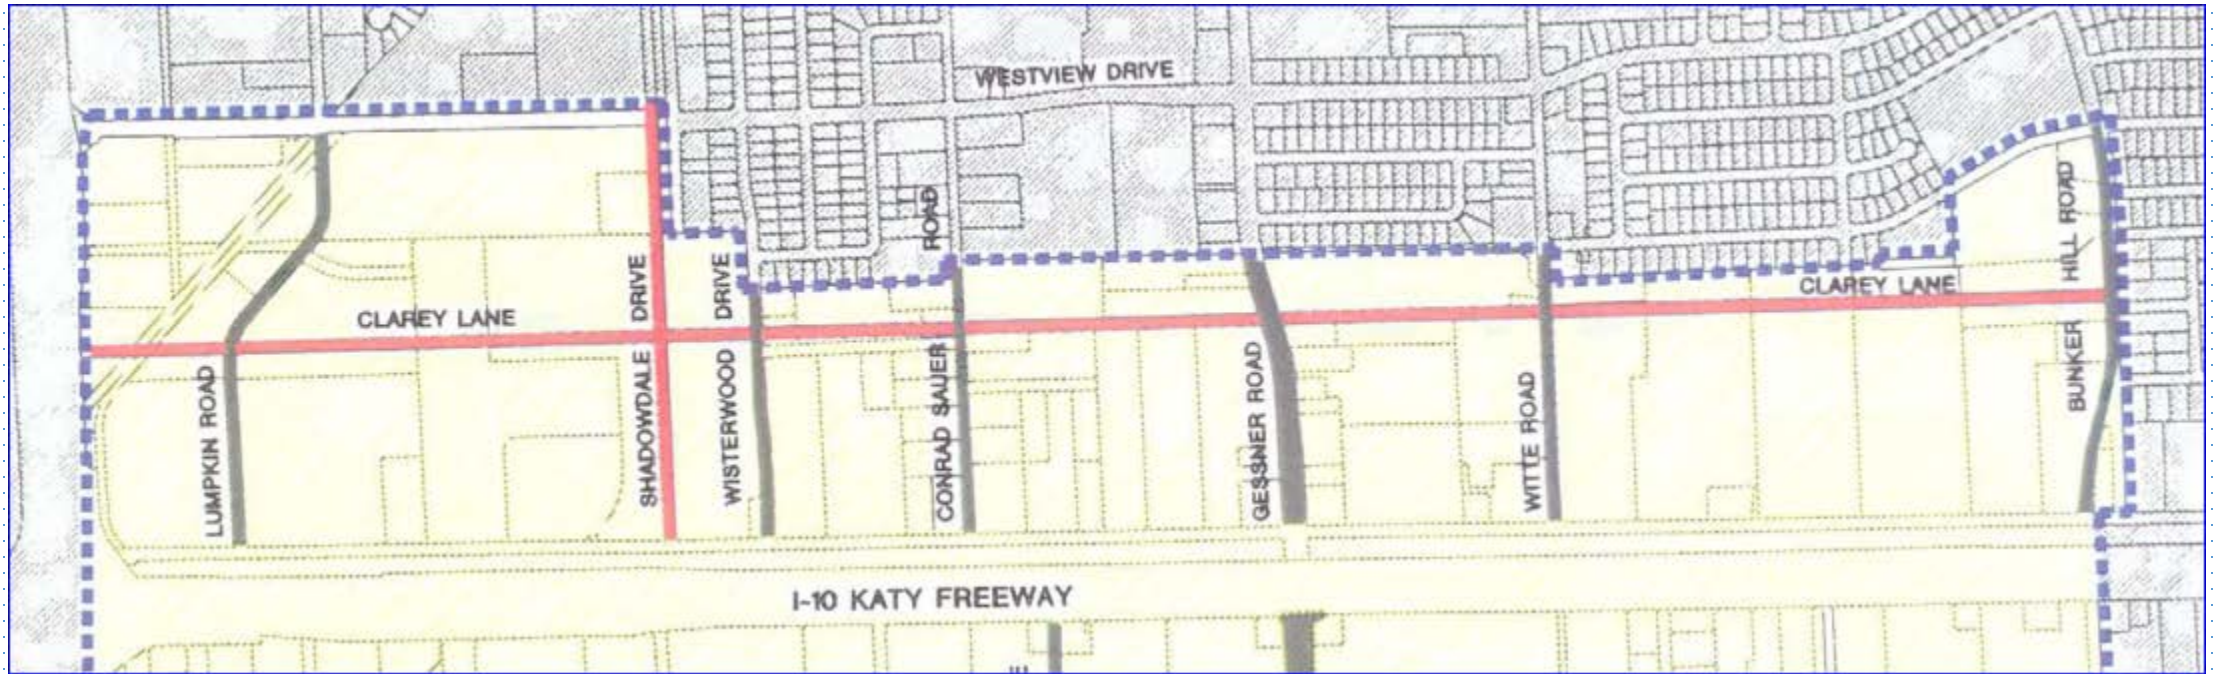 WESTVIEW DRIVE
CLAREY LANE
SHADOWDALE DRIVE
WISTERWOOD DRIVE
CONRAD SAUER ROAD
CLAREY LANE
BUNKER HILL ROAD
LUMPKIN ROAD
GESSNER ROAD
WITTE ROAD
I-10 KATY FREEWAY